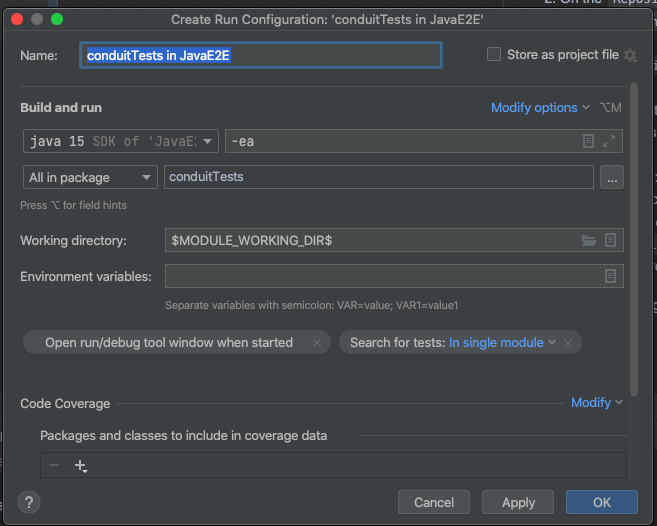 2. On the
Create Run Configuration: 'conduitTests in JavaE2E'
Name:
conduitTests in JavaE2E
Store as project file
Build and run
Modify options
⌥M
java 15 SDK of 'JavaE
-ea
All in package
conduitTests
...
Press ⌥ for field hints
Working directory:
$MODULE_WORKING_DIR$
Environment variables:
Separate variables with semicolon: VAR=value; VAR1=value1
Open run/debug tool window when started
Search for tests: In single module
Code Coverage
Modify
Packages and classes to include in coverage data
?
Cancel
Apply
OK